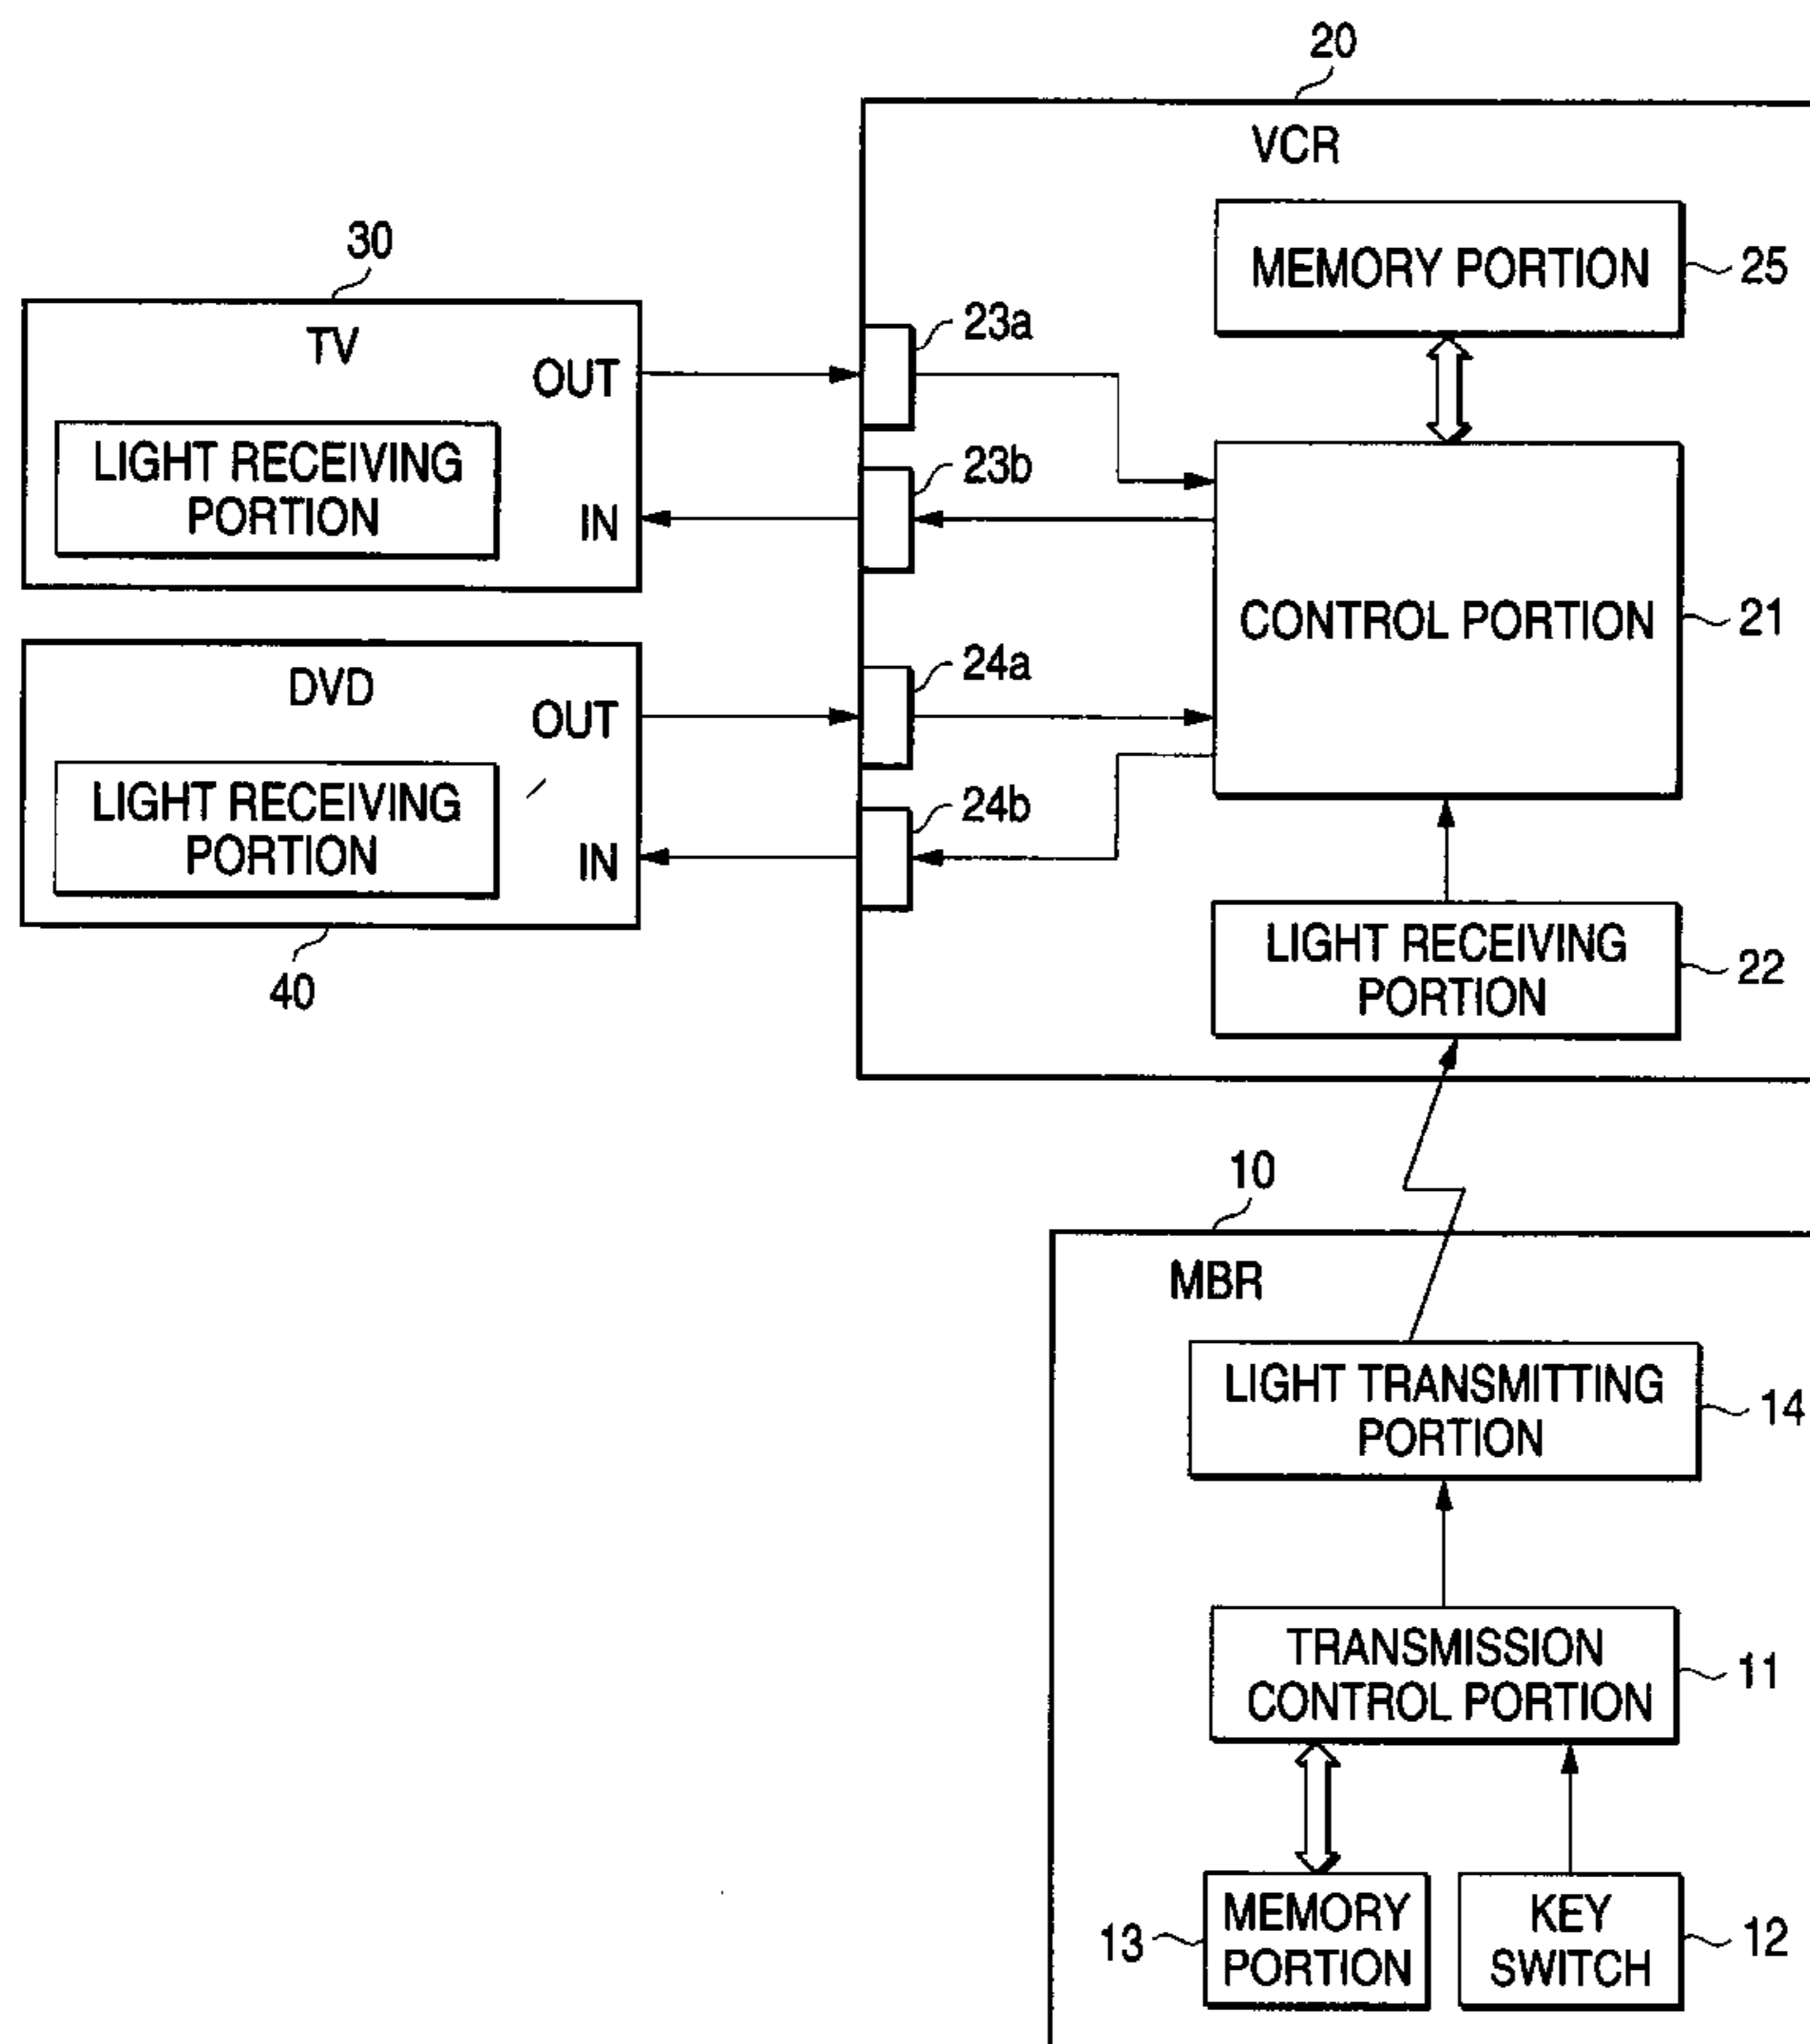 20
VCR
MEMORY PORTION
25
30
TV
OUT
LIGHT RECEIVING
PORTION
IN
23a
23b
CONTROL PORTION
21
DVD
OUT
LIGHT RECEIVING
PORTION
IN
40
24a
24b
LIGHT RECEIVING
PORTION
22
10
MBR
LIGHT TRANSMITTING
PORTION
14
TRANSMISSION
CONTROL PORTION
11
13
MEMORY
PORTION
KEY
SWITCH
12